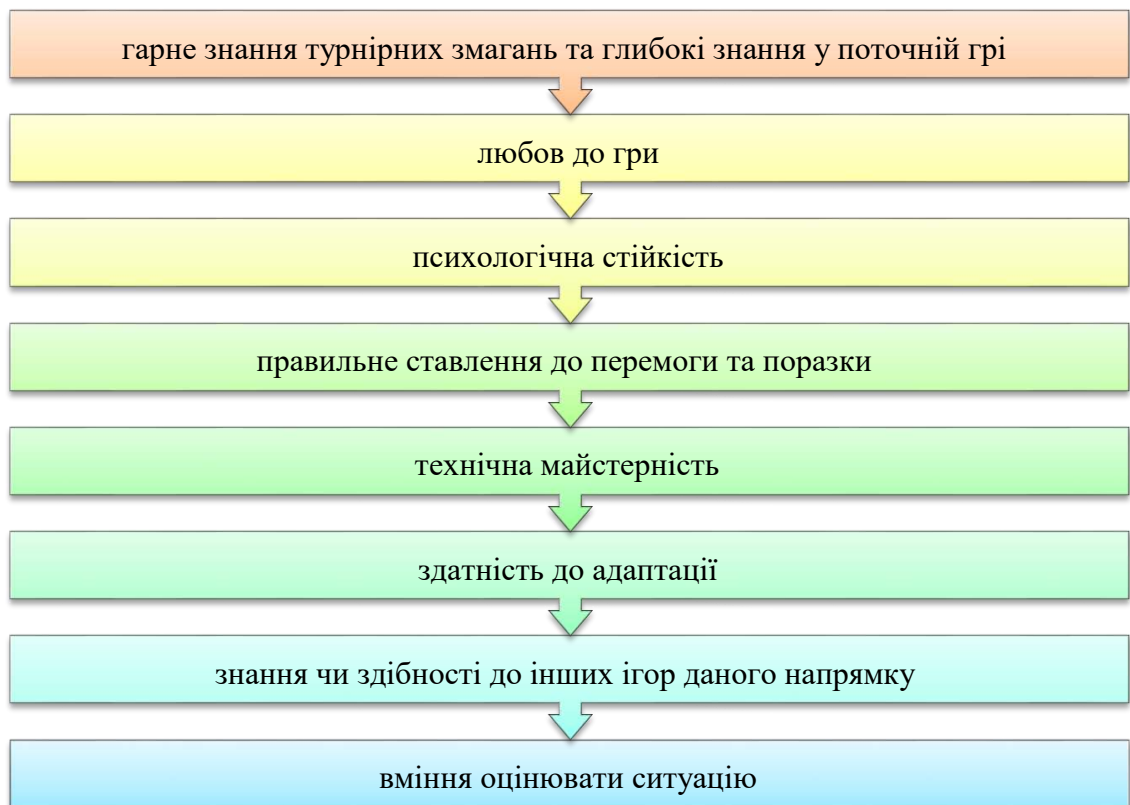 гарне знання турнірних змагань та глибокі знання у поточній грі
любов до гри
психологічна стійкість
правильне ставлення до перемоги та поразки
технічна майстерність
здатність до адаптації
знання чи здібності до інших ігор даного напрямку
вміння оцінювати ситуацію